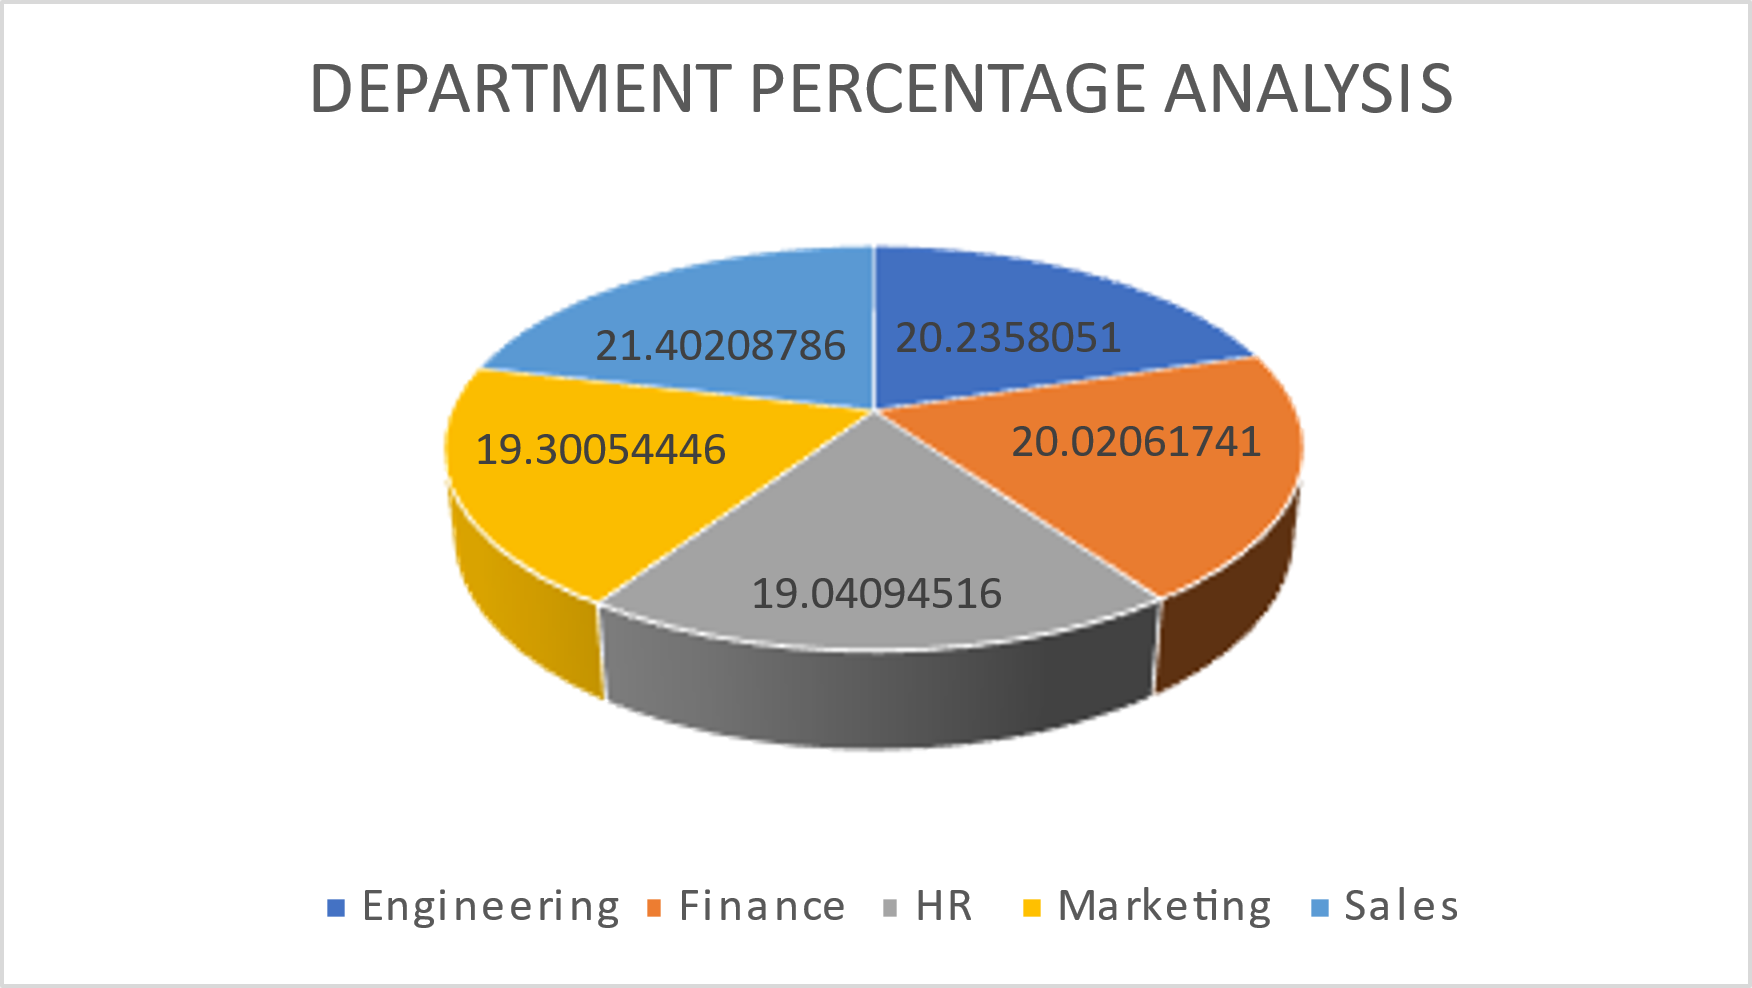 DEPARTMENT PERCENTAGE ANALYSIS
21.40208786
20.2358051
19.30054446
20.02061741
19.04094516
Engineering Finance HR Marketing Sales